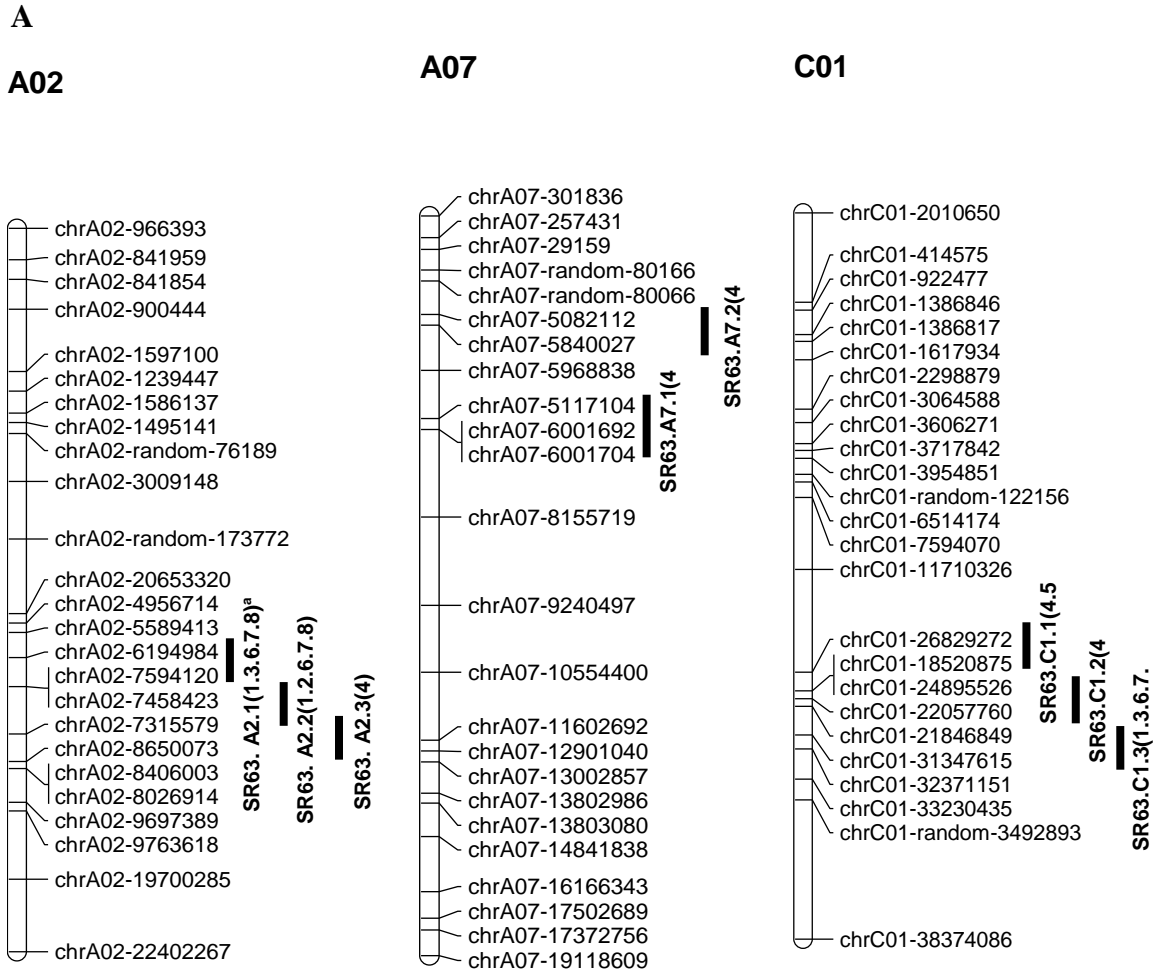 A
A02
chrA02-966393
chrA02-841959
chrA02-841854
chrA02-900444
chrA02-1597100
chrA02-1239447
chrA02-1586137
chrA02-1495141
chrA02-random-76189
chrA02-3009148
chrA02-random-173772
chrA02-20653320
chrA02-4956714
chrA02-5589413
chrA02-6194984
chrA02-7594120
chrA02-7458423
chrA02-7315579
chrA02-8650073
chrA02-8406003
chrA02-8026914
chrA02-9697389
chrA02-9763618
chrA02-19700285
chrA02-22402267
SR63. A2.1(1.3.6.7.8)ª
SR63. A2.2(1.2.6.7.8)
SR63. A2.3(4)
A07
chrA07-301836
chrA07-257431
chrA07-29159
chrA07-random-80166
chrA07-random-80066
chrA07-5082112
chrA07-5840027
chrA07-5968838
chrA07-5117104
chrA07-6001692
chrA07-6001704
chrA07-8155719
chrA07-9240497
chrA07-10554400
chrA07-11602692
chrA07-12901040
chrA07-13002857
chrA07-13802986
chrA07-13803080
chrA07-14841838
chrA07-16166343
chrA07-17502689
chrA07-17372756
chrA07-19118609
SR63.A7.1(4
SR63.A7.2(4
C01
chrC01-2010650
chrC01-414575
chrC01-922477
chrC01-1386846
chrC01-1386817
chrC01-1617934
chrC01-2298879
chrC01-3064588
chrC01-3606271
chrC01-3717842
chrC01-3954851
chrC01-random-122156
chrC01-6514174
chrC01-7594070
chrC01-11710326
chrC01-26829272
chrC01-18520875
chrC01-24895526
chrC01-22057760
chrC01-21846849
chrC01-31347615
chrC01-32371151
chrC01-33230435
chrC01-random-3492893
chrC01-38374086
SR63.C1.1(4.5
SR63.C1.2(4
SR63.C1.3(1.3.6.7.